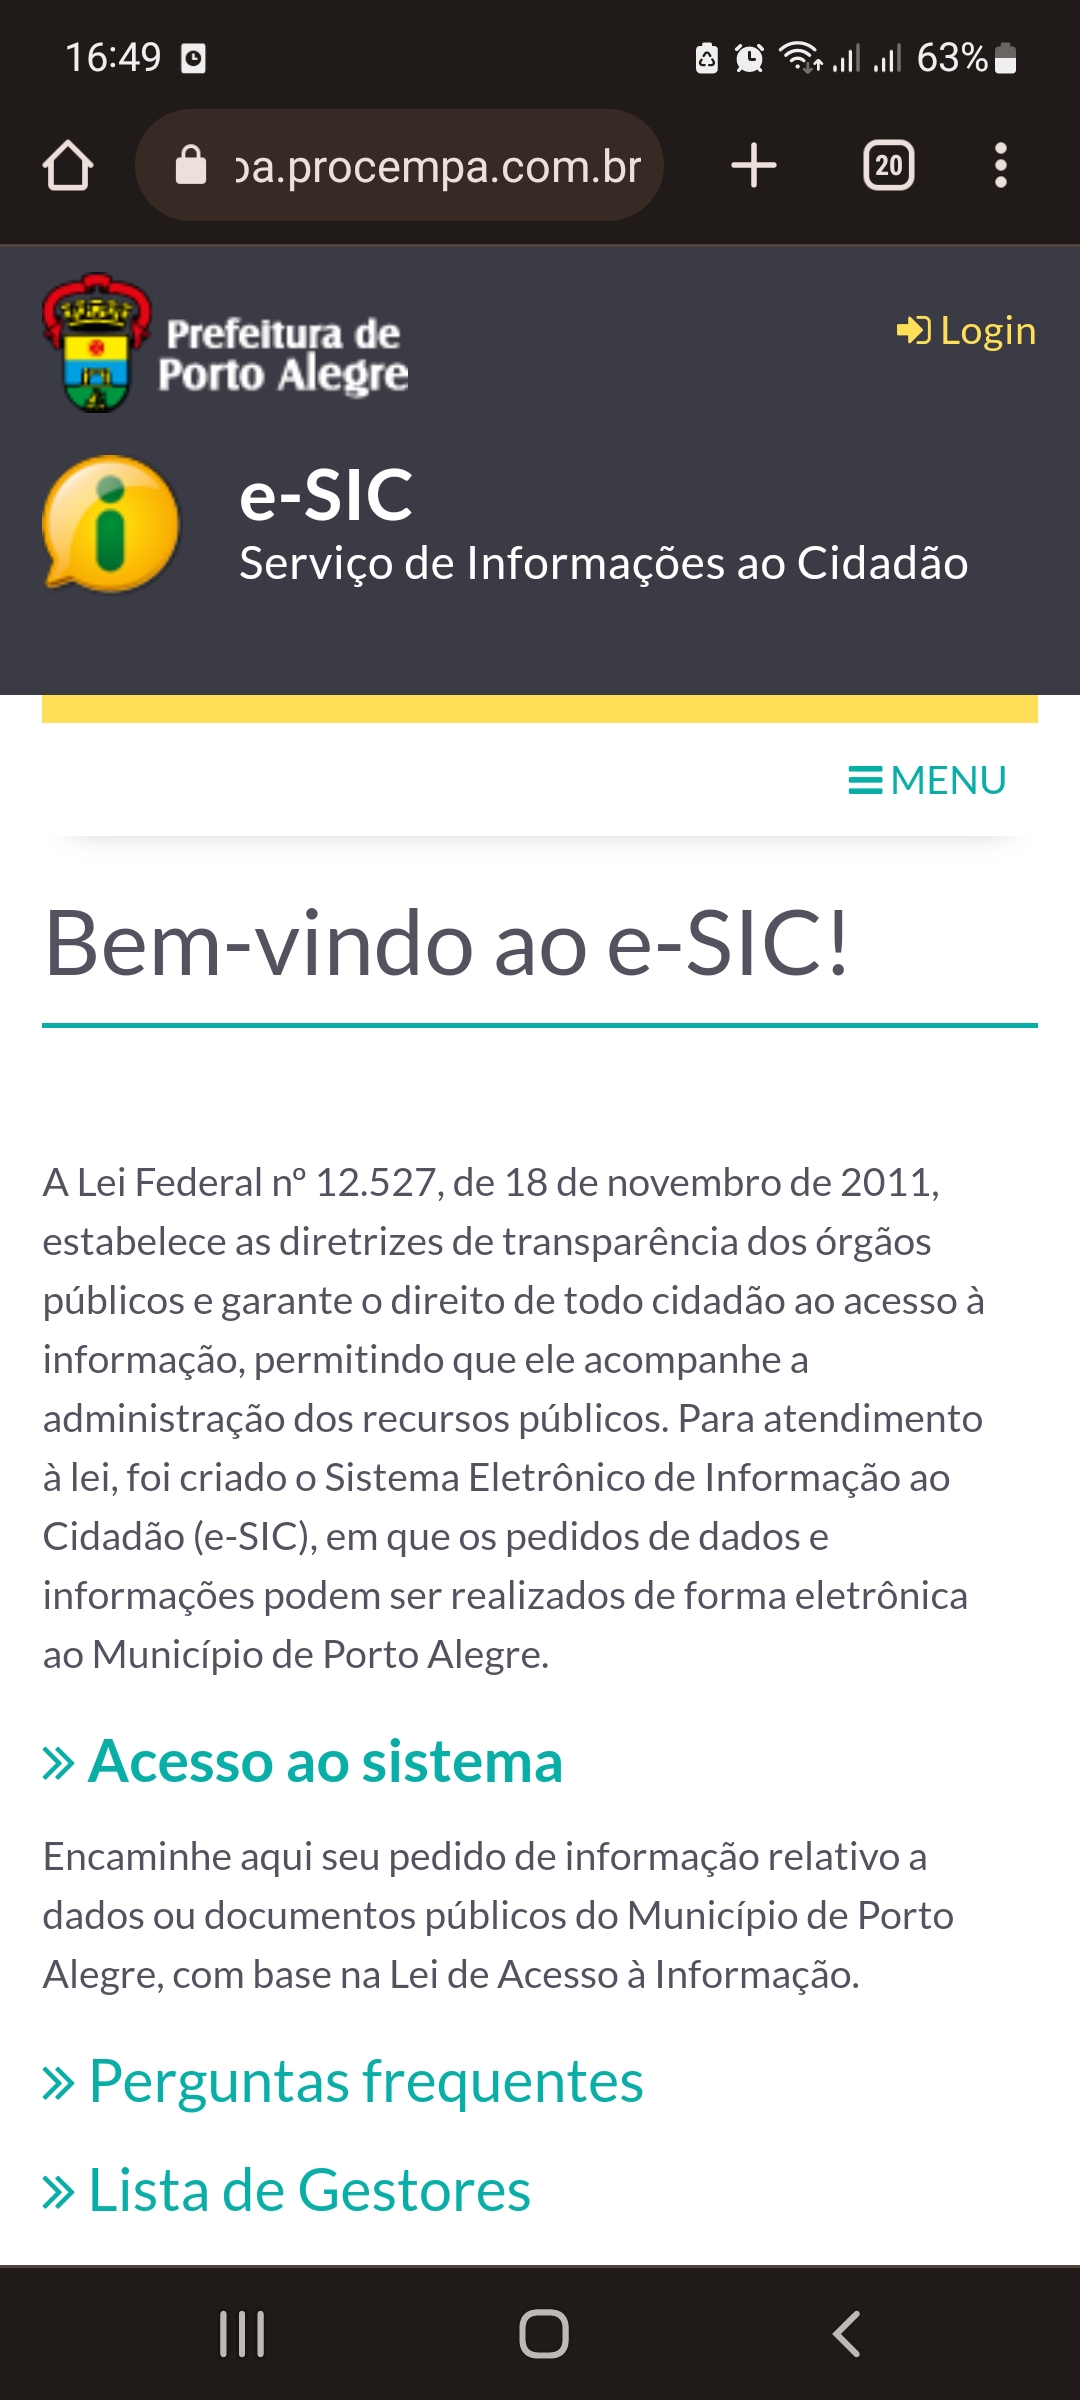 16:49
63%
pa.procempa.com.br
20
Prefeitura de
Porto Alegre
Login
e-SIC
Serviço de Informações ao Cidadão
MENU
Bem-vindo ao e-SIC!
A Lei Federal nº 12.527, de 18 de novembro de 2011,
estabelece as diretrizes de transparência dos órgãos
públicos e garante o direito de todo cidadão ao acesso à
informação, permitindo que ele acompanhe a
administração dos recursos públicos. Para atendimento
à lei, foi criado o Sistema Eletrônico de Informação ao
Cidadão (e-SIC), em que os pedidos de dados e
informações podem ser realizados de forma eletrônica
ao Município de Porto Alegre.
» Acesso ao sistema
Encaminhe aqui seu pedido de informação relativo a
dados ou documentos públicos do Município de Porto
Alegre, com base na Lei de Acesso à Informação.
» Perguntas frequentes
» Lista de Gestores